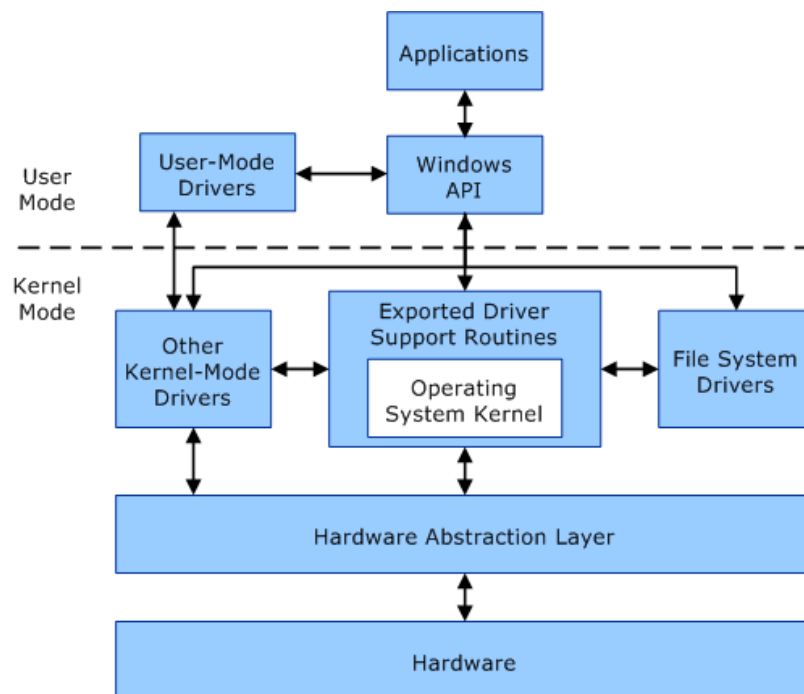 Applications
User-Mode
Drivers
Windows
API
User
Mode
Kernel
Mode
Other
Kernel-Mode
Drivers
Exported Driver
Support Routines
Operating
System Kernel
File System
Drivers
Hardware Abstraction Layer
Hardware